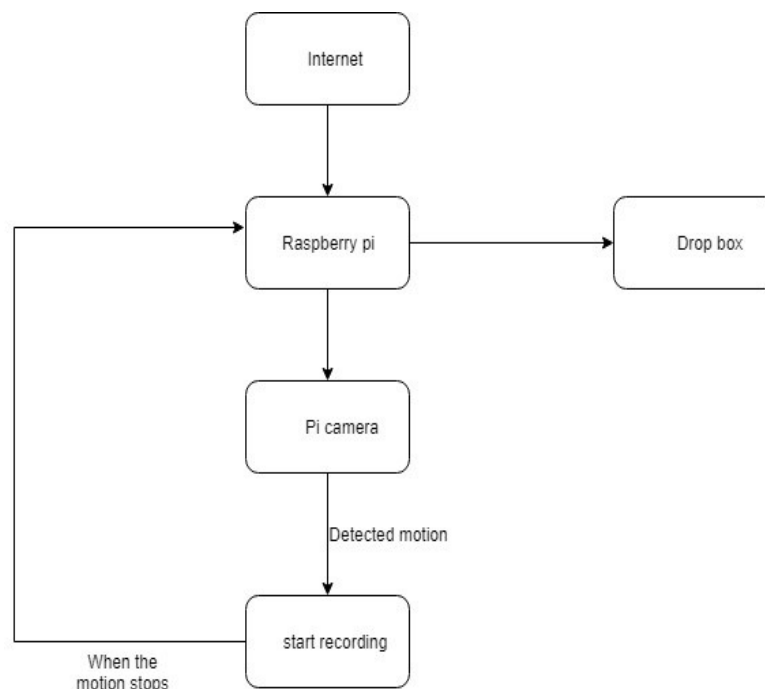 Internet
Raspberry pi
Drop box
Pi camera
Detected motion
start recording
When the
motion stops